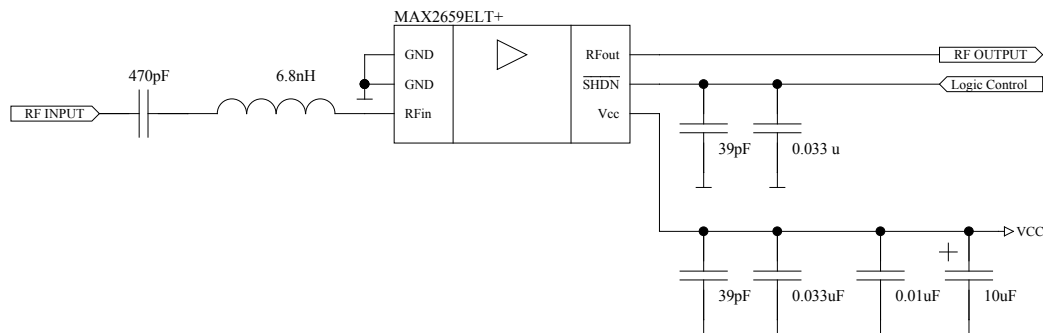 MAX2659ELT+
GND
RFout
RF OUTPUT
470pF
6.8nH
GND
SHDN
Logic Control
RF INPUT
RFin
Vcc
39pF
0.033 u
VCC
39pF
0.033uF
0.01uF
10uF